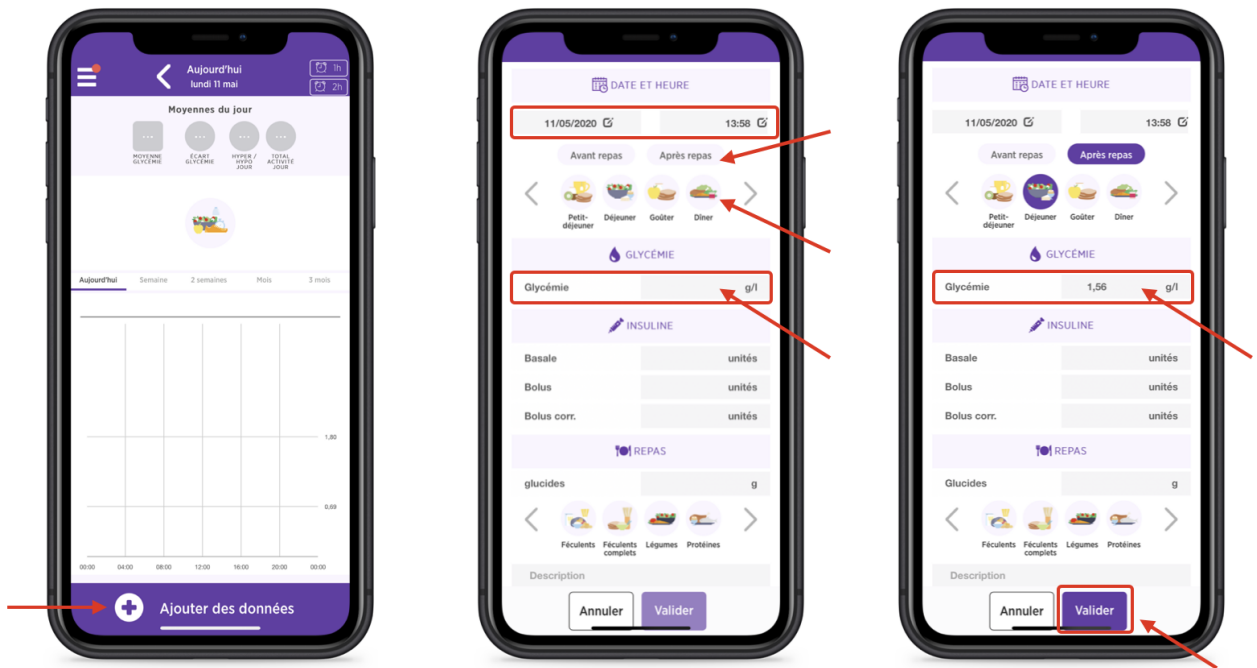 Aujourd'hui
lundi 11 mai
1h
2h
Moyennes du jour
MOYENNE
GLYCÉMIE
ÉCART
GLYCÉMIE
HYPER /
HYPO
JOUR
TOTAL
ACTIVITÉ
JOUR
Aujourd'hui Semaine 2 semaines Mois 3 mois
1,80
0,69
00:00 04:00 08:00 12:00 16:00 20:00 00:00
Ajouter des données
DATE ET HEURE
11/05/2020 13:58
Avant repas Après repas
Petit-
déjeuner
Déjeuner
Goûter
Dîner
GLYCÉMIE
Glycémie g/l
INSULINE
Basale unités
Bolus unités
Bolus corr. unités
REPAS
glucides g
Féculents
Féculents
complets
Légumes
Protéines
Description
Annuler Valider
DATE ET HEURE
11/05/2020 13:58
Avant repas Après repas
Petit-
déjeuner
Déjeuner
Goûter
Dîner
GLYCÉMIE
Glycémie 1,56 g/l
INSULINE
Basale unités
Bolus unités
Bolus corr. unités
REPAS
Glucides g
Féculents
Féculents
complets
Légumes
Protéines
Description
Annuler Valider